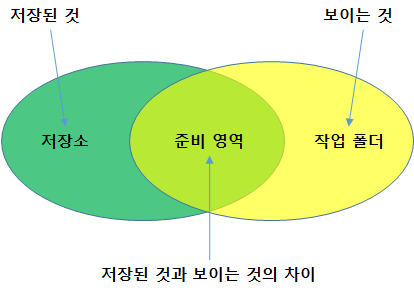 저장된 것
보이는 것
저장소
준비 영역
작업 폴더
저장된 것과 보이는 것의 차이